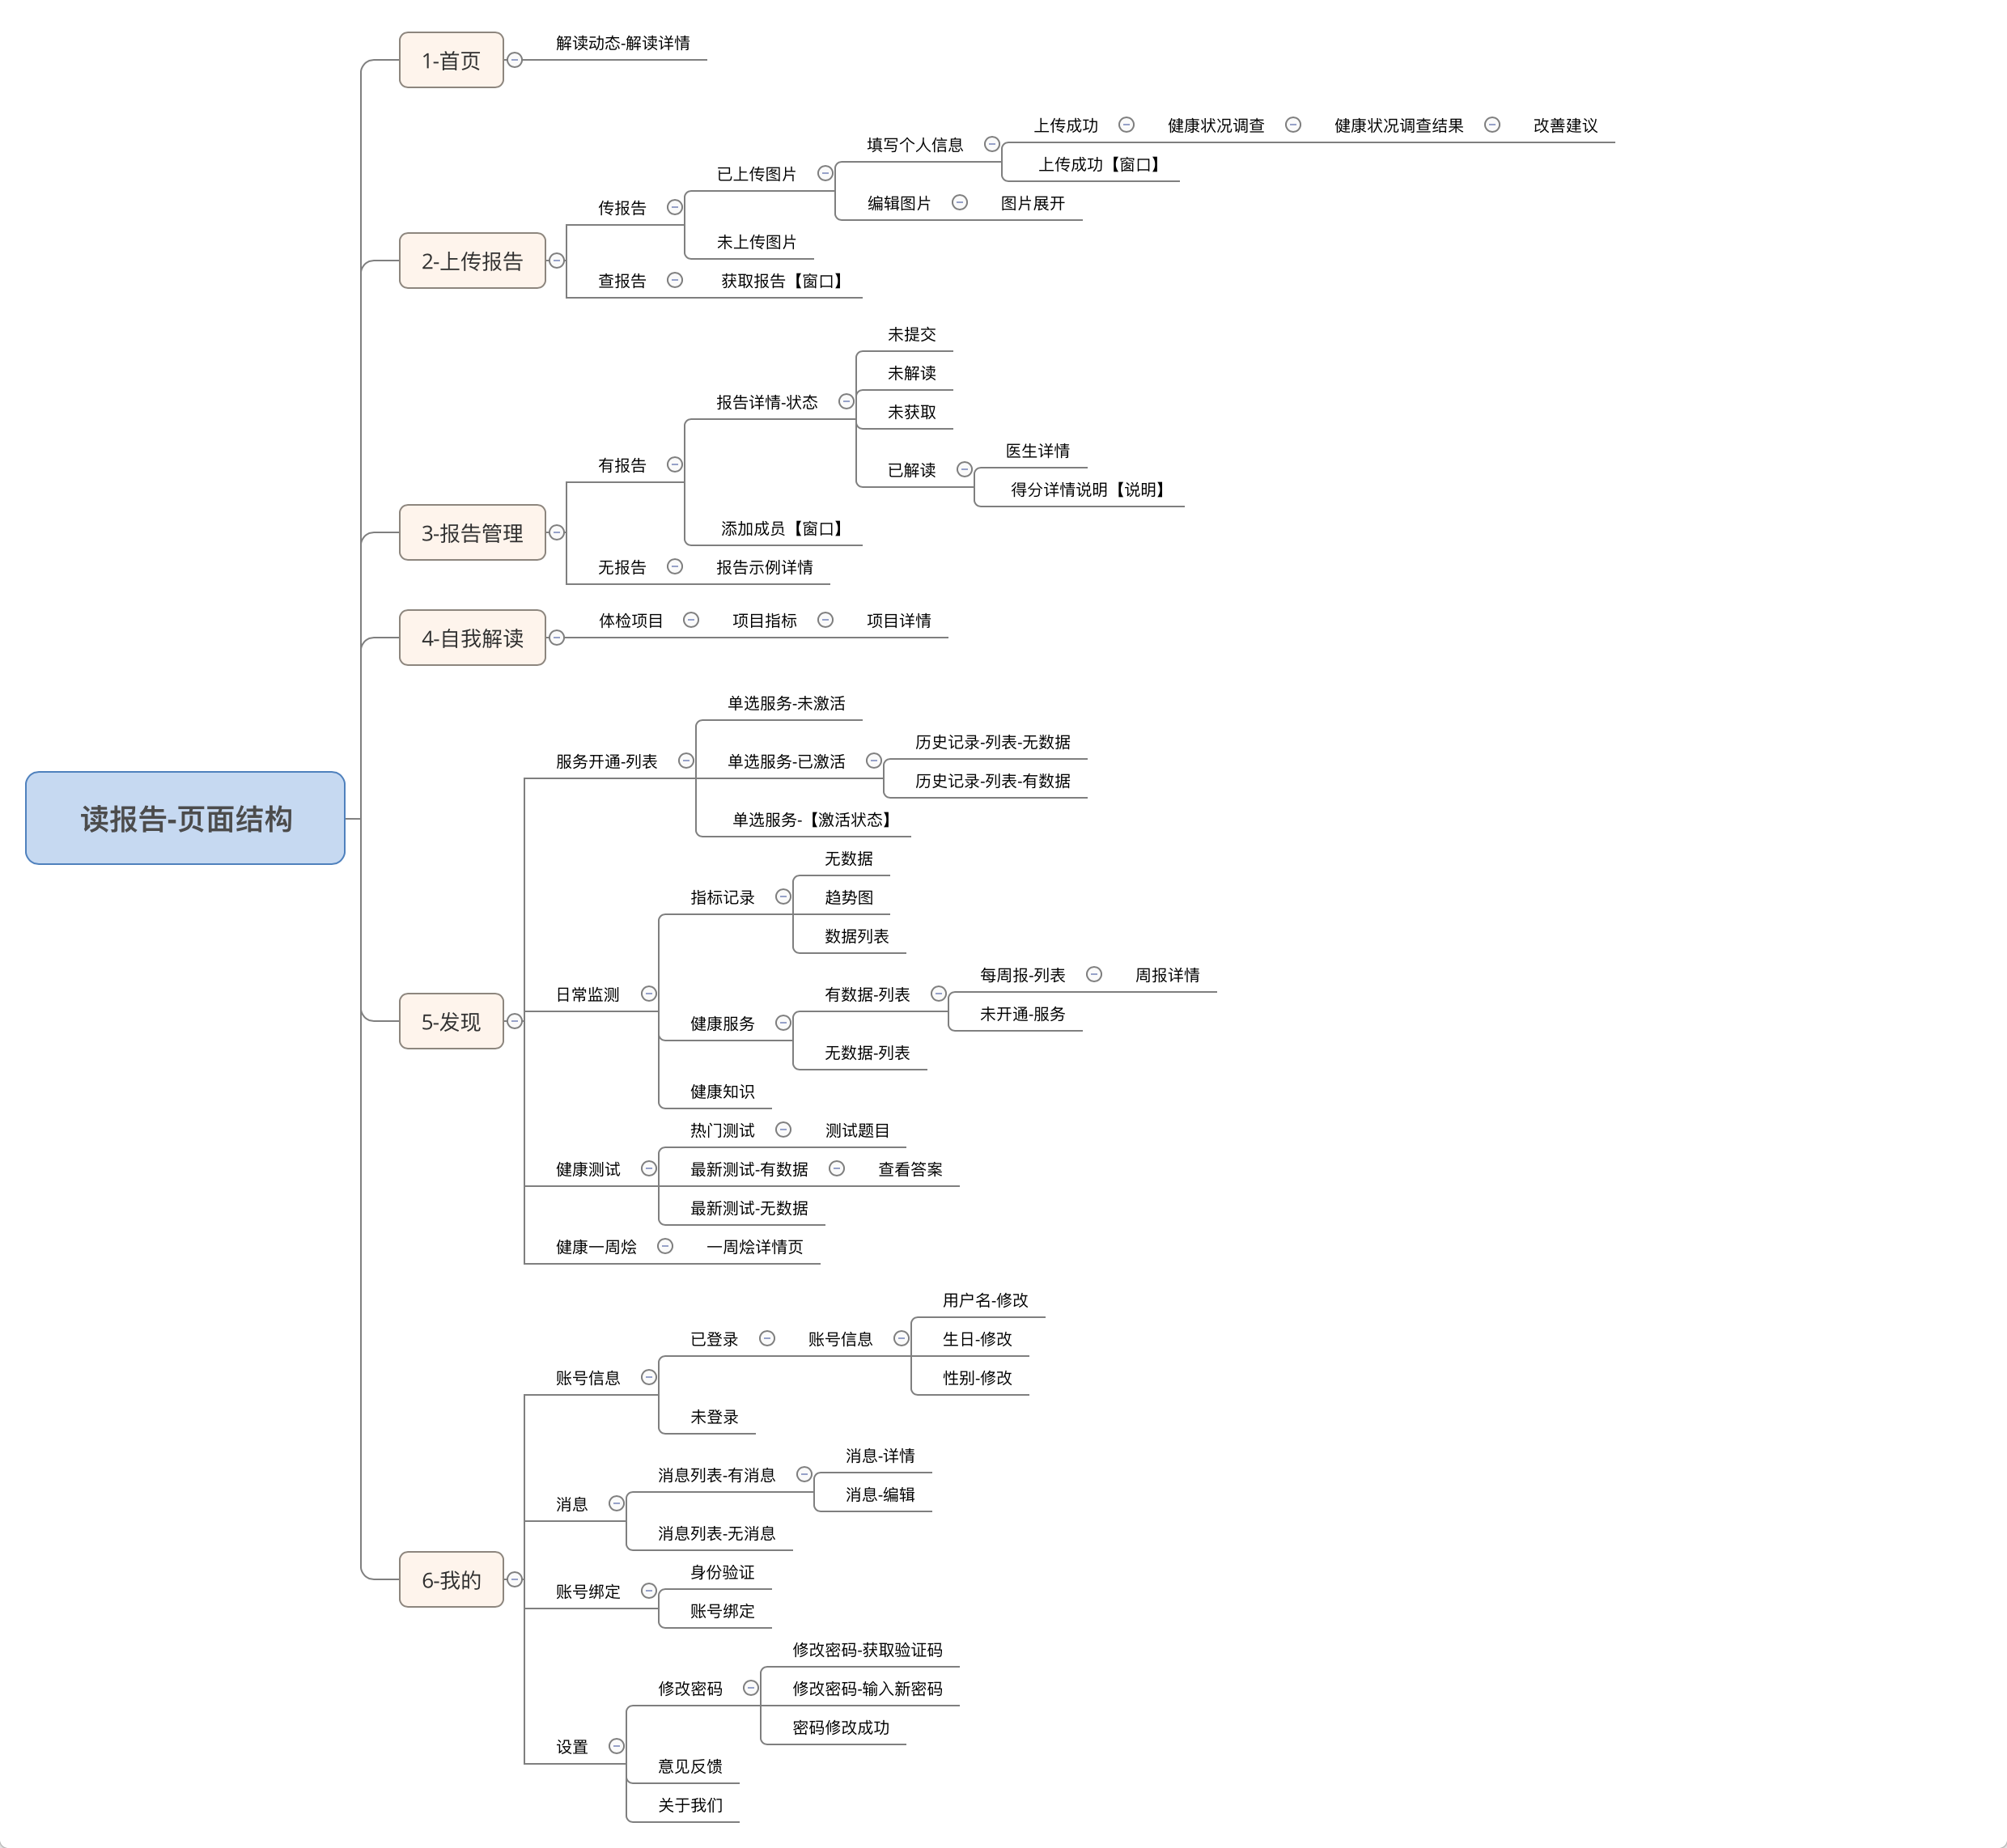 读报告-页面结构
1-首页
解读动态-解读详情
2-上传报告
传报告
已上传图片
填写个人信息
上传成功
健康状况调查
健康状况调查结果
改善建议
上传成功【窗口】
编辑图片
图片展开
未上传图片
查报告
获取报告【窗口】
3-报告管理
有报告
报告详情-状态
未提交
未解读
未获取
已解读
医生详情
得分详情说明【说明】
添加成员【窗口】
无报告
报告示例详情
4-自我解读
体检项目
项目指标
项目详情
5-发现
服务开通-列表
单选服务-未激活
单选服务-已激活
历史记录-列表-无数据
历史记录-列表-有数据
单选服务-【激活状态】
日常监测
指标记录
无数据
趋势图
数据列表
健康服务
有数据-列表
每周报-列表
周报详情
未开通-服务
无数据-列表
健康知识
健康测试
热门测试
测试题目
最新测试-有数据
查看答案
最新测试-无数据
健康一周烩
一周烩详情页
6-我的
账号信息
已登录
账号信息
用户名-修改
生日-修改
性别-修改
未登录
消息
消息列表-有消息
消息-详情
消息-编辑
消息列表-无消息
账号绑定
身份验证
账号绑定
设置
修改密码
修改密码-获取验证码
修改密码-输入新密码
密码修改成功
意见反馈
关于我们